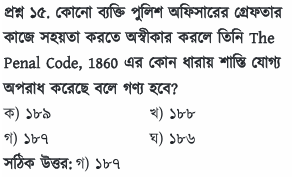 প্রশ্ন ১৫. কোনো ব্যক্তি পুলিশ অফিসারের গ্রেফতার
কাজে সহয়তা করতে অস্বীকার করলে তিনি The
Penal Code, 1860 এর কোন ধারায় শাস্তি যোগ্য
অপরাধ করেছে বলে গণ্য হবে?
ক) ১৮৯ খ) ১৮৮
গ) ১৮৭ ঘ) ১৮৬
সঠিক উত্তর: গ) ১৮৭